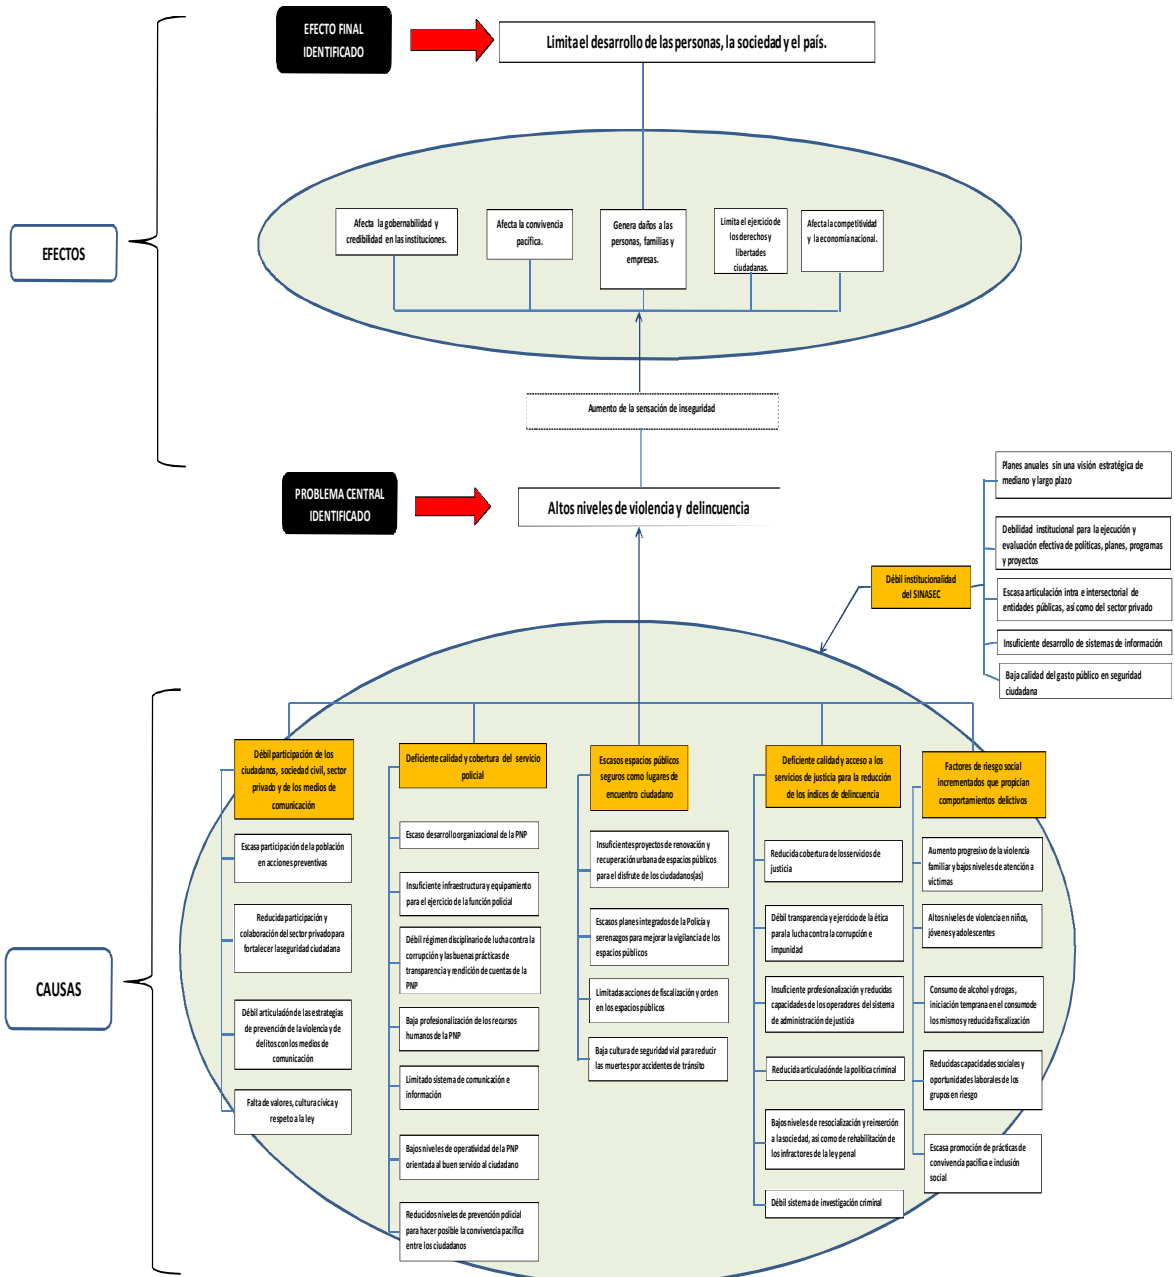 EFECTO FINAL
IDENTIFICADO
Limita el desarrollo de las personas, la sociedad y el país.
EFECTOS
Afecta la gobernabilidad y
credibilidad en las instituciones.
Afecta la convivencia
pacífica.
Genera daños a las
personas, familias y
empresas.
Limita el ejercicio de
los derechos y
libertades
ciudadanas.
Afecta la competitividad
y la economía nacional.
Aumento de la sensación de inseguridad
PROBLEMA CENTRAL
IDENTIFICADO
Altos niveles de violencia y delincuencia
Débil institucionalidad
del SINASEC
Planes anuales sin una visión estratégica de
mediano y largo plazo
Debilidad institucional para la ejecución y
evaluación efectiva de políticas, planes, programas
y proyectos
Escasa articulación intra e intersectorial de
entidades públicas, así como del sector privado
Insuficiente desarrollo de sistemas de información
Baja calidad del gasto público en seguridad
ciudadana
CAUSAS
Débil participación de los
ciudadanos, sociedad civil, sector
privado y de los medios de
comunicación
Escasa participación de la población
en acciones preventivas
Reducida participación y
colaboración del sector privado para
fortalecer la seguridad ciudadana
Débil articulación de las estrategias
de prevención de la violencia y de
delitos con los medios de
comunicación
Falta de valores, cultura cívica y
respeto a la ley
Deficiente calidad y cobertura del servicio
policial
Escaso desarrollo organizacional de la PNP
Insuficiente infraestructura y equipamiento
para el ejercicio de la función policial
Débil régimen disciplinario de lucha contra la
corrupción y las buenas prácticas de
transparencia y rendición de cuentas de la
PNP
Baja profesionalización de los recursos
humanos de la PNP
Limitado sistema de comunicación e
información
Bajos niveles de operatividad de la PNP
orientada al buen servido al ciudadano
Reducidos niveles de prevención policial
para hacer posible la convivencia pacífica
entre los ciudadanos
Escasos espacios públicos
seguros como lugares de
encuentro ciudadano
Insuficientes proyectos de renovación y
recuperación urbana de espacios públicos
para el disfrute de los ciudadanos(as)
Escasos planes integrados de la Policía y
serenazgos para mejorar la vigilancia de los
espacios públicos
Limitadas acciones de fiscalización y orden
en los espacios públicos
Baja cultura de seguridad vial para reducir
las muertes por accidentes de tránsito
Deficiente calidad y acceso a los
servicios de justicia para la reducción
de los índices de delincuencia
Reducida cobertura de los servicios de
justicia
Débil transparencia y ejercicio de la ética
para la lucha contra la corrupción e
impunidad
Insuficiente profesionalización y reducidas
capacidades de los operadores del sistema
de administración de justicia
Reducida articulación de la política criminal
Bajos niveles de resocialización y reinserción
a la sociedad, así como de rehabilitación de
los infractores de la ley penal
Débil sistema de investigación criminal
Factores de riesgo social
incrementados que propician
comportamientos delictivos
Aumento progresivo de la violencia
familiar y bajos niveles de atención a
víctimas
Altos niveles de violencia en niños,
jóvenes y adolescentes
Consumo de alcohol y drogas ,
iniciación temprana en el consumo de
los mismos y reducida fiscalización
Reducidas capacidades sociales y
oportunidades laborales de los
grupos en riesgo
Escasa promoción de prácticas de
convivencia pacífica e inclusión
social